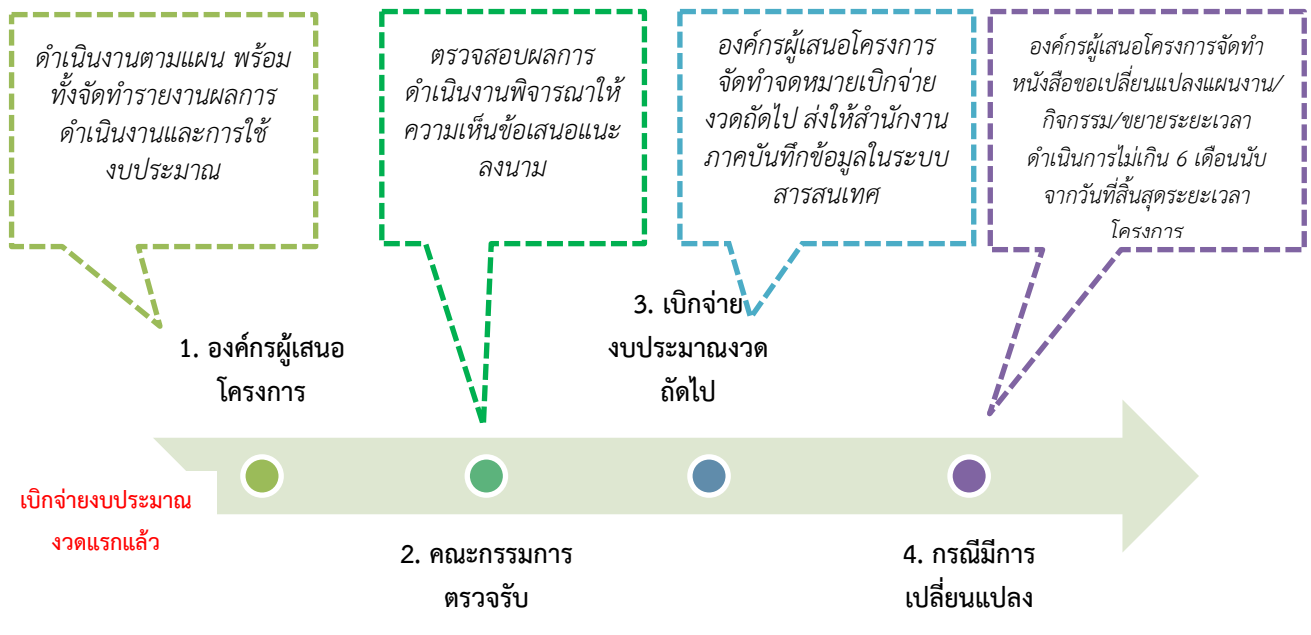 ดำเนินงานตามแผน พร้อม
ทั้งจัดทำรายงานผลการ
ดำเนินงานและการใช้
งบประมาณ
ตรวจสอบผลการ
ดำเนินงานพิจารณาให้
ความเห็นข้อเสนอแนะ
ลงนาม
องค์กรผู้เสนอโครงการ
จัดทำจดหมายเบิกจ่าย
งวดถัดไป ส่งให้สำนักงาน
ภาคบันทึกข้อมูลในระบบ
สารสนเทศ
องค์กรผู้เสนอโครงการจัดทำ
หนังสือขอเปลี่ยนแปลงแผนงาน/
กิจกรรม/ขยายระยะเวลา
ดำเนินการไม่เกิน 6 เดือนนับ
จากวันที่สิ้นสุดระยะเวลา
โครงการ
1. องค์กรผู้เสนอ
โครงการ
3. เบิกจ่าย
งบประมาณงวด
ถัดไป
เบิกจ่ายงบประมาณ
งวดแรกแล้ว
2. คณะกรรมการ
ตรวจรับ
4. กรณีมีการ
เปลี่ยนแปลง